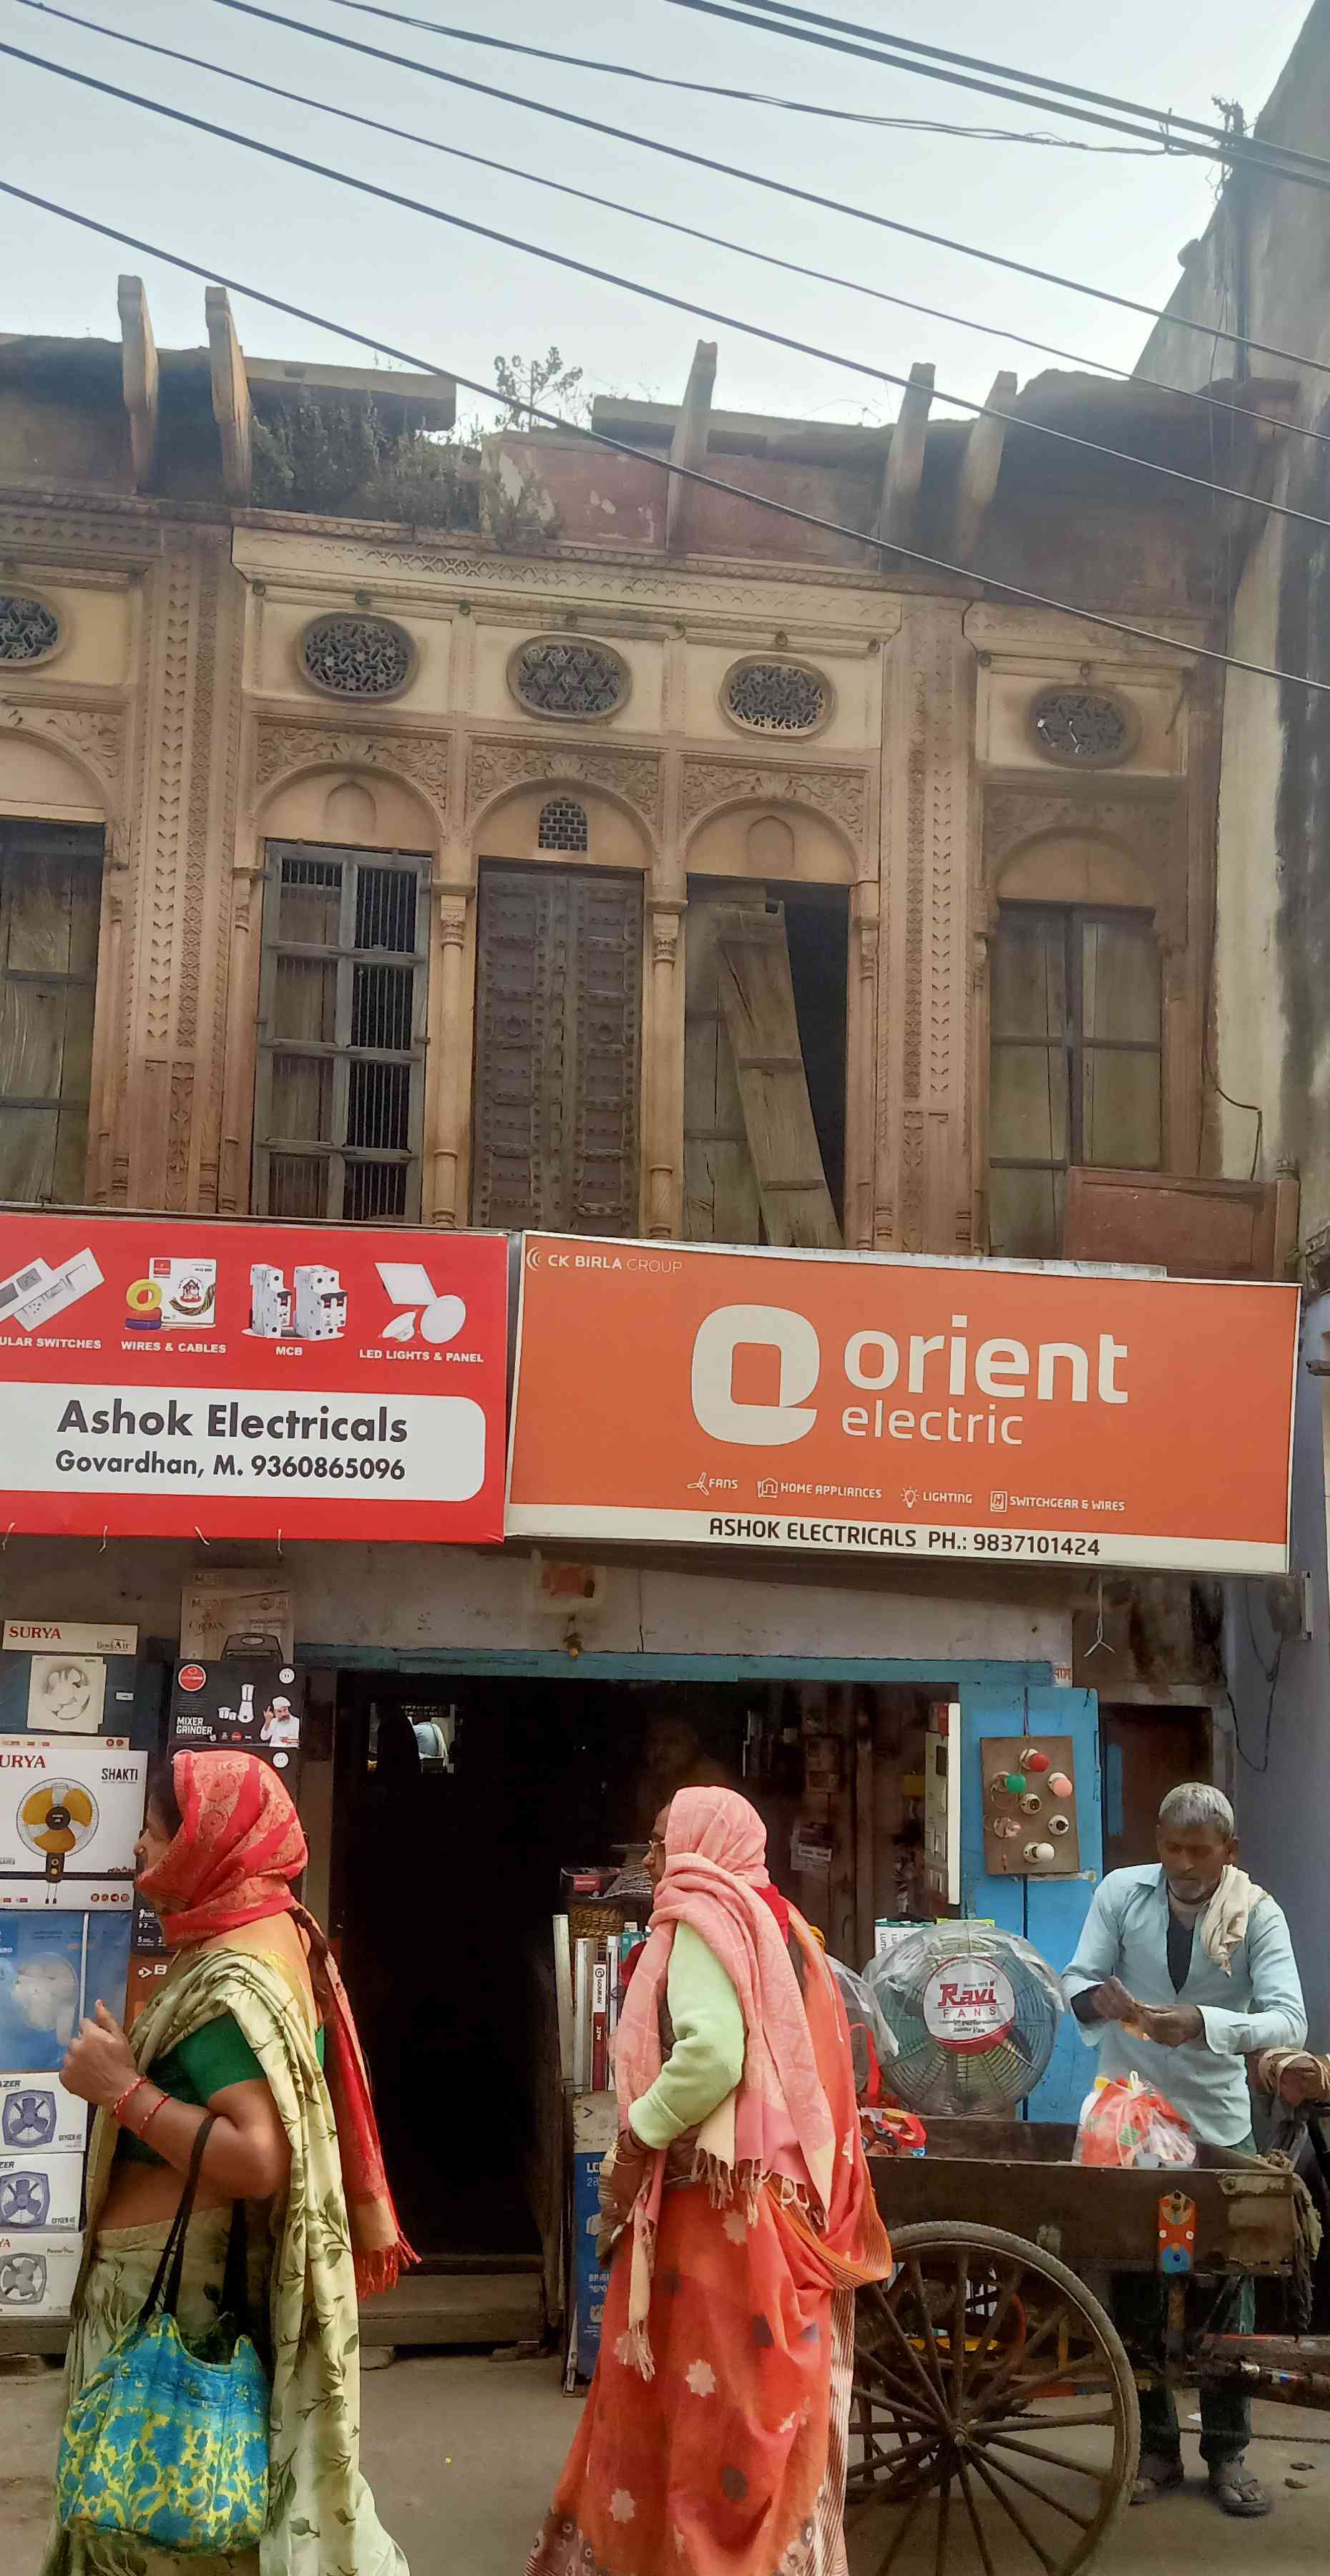 ULAR SWITCHES
WIRES & CABLES
MCB
LED LIGHTS & PANEL
Ashok Electricals
Govardhan, M. 9360865096
CK BIRLA GROUP
orient
electric
FANS
HOME APPLIANCES
LIGHTING
SWITCHGEAR & WIRES
ASHOK ELECTRICALS PH.: 9837101424
SURYA
MIXER
GRINDER
URYA
SHAKTI
Ravi
FANS